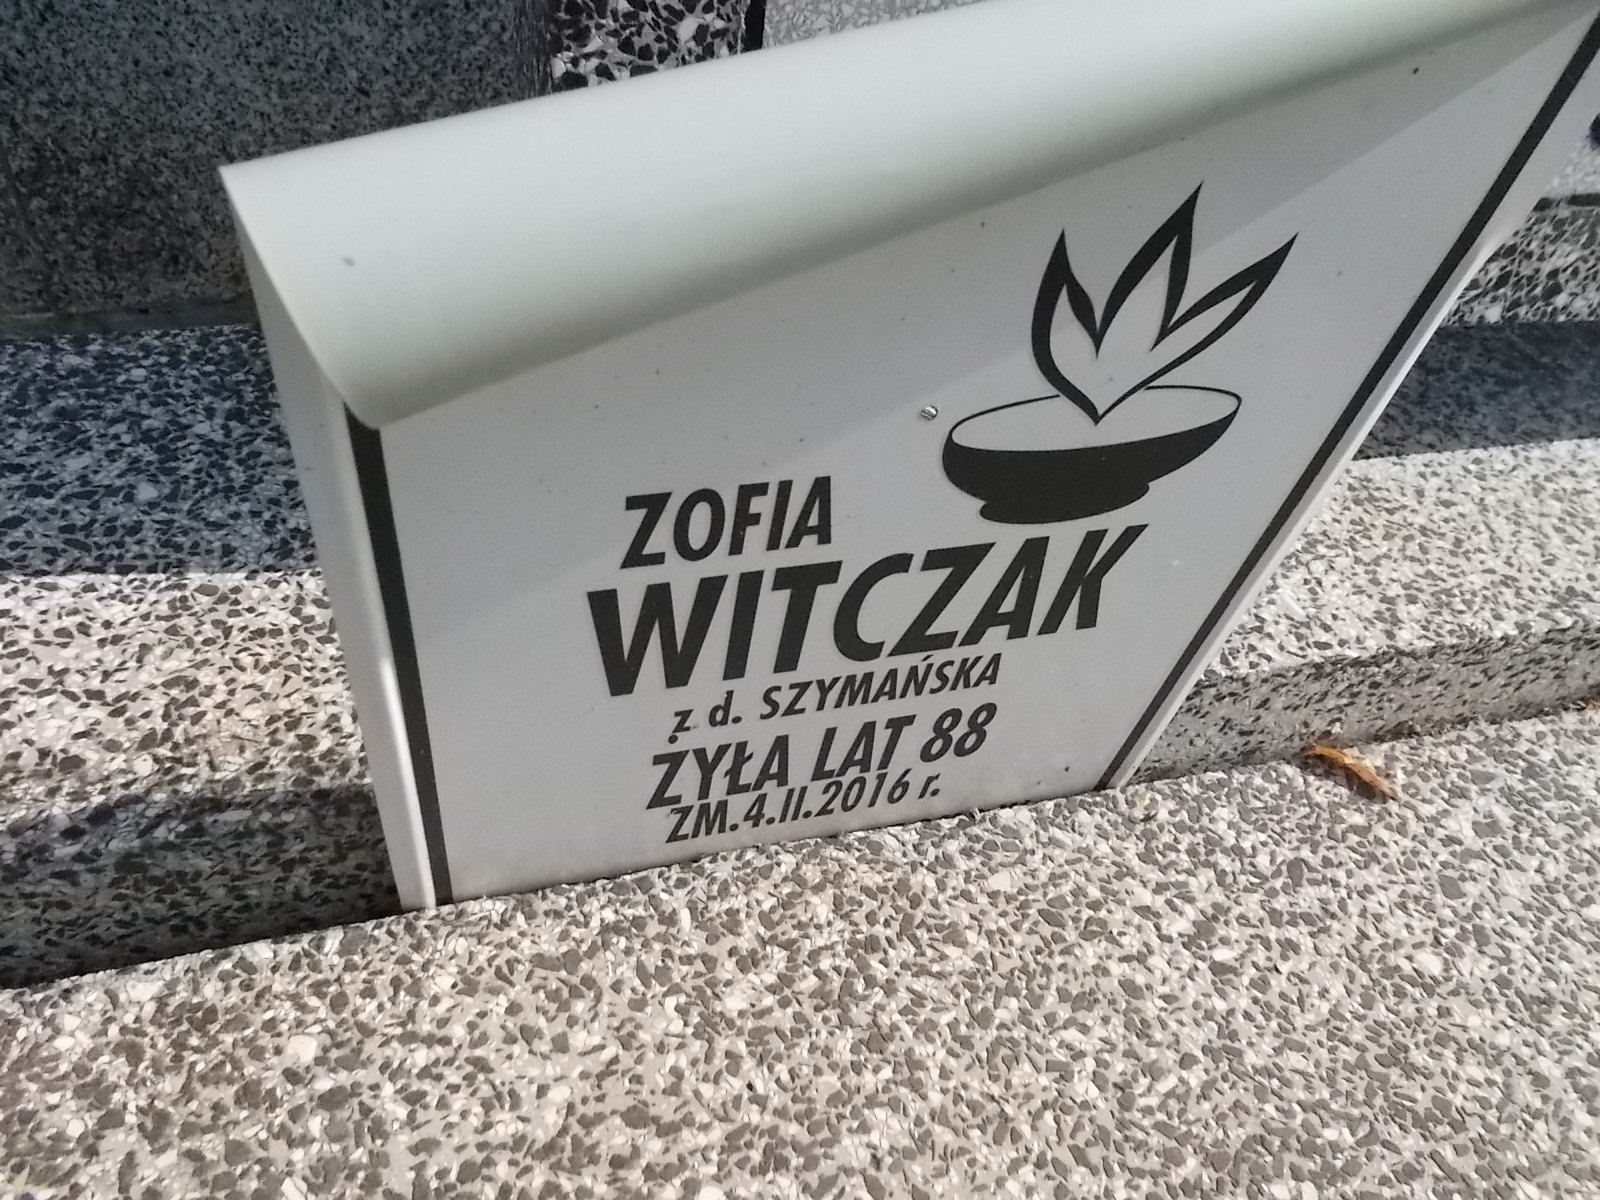 ZOFIA
WITCZAK
z d. SZYMAŃSKA
ŻYŁA LAT 88
ZM.4.II.2016 r.